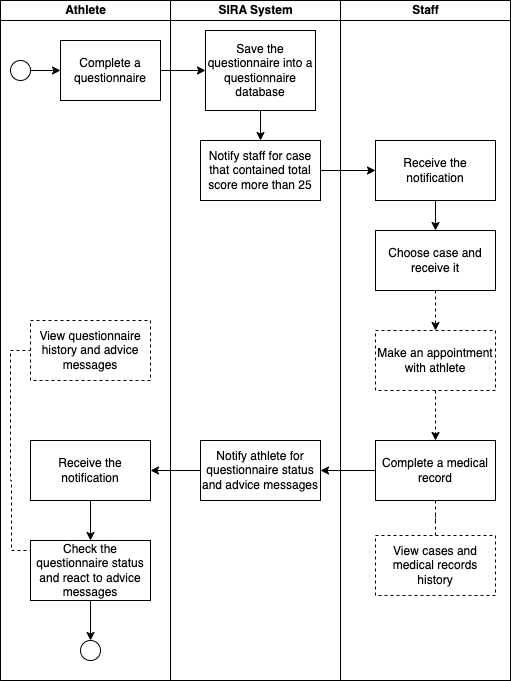 Athlete
SIRA System
Staff
Complete a
questionnaire
Save the
questionnaire into a
questionnaire
database
Notify staff for case
that contained total
score more than 25
Receive the
notification
Choose case and
receive it
View questionnaire
history and advice
messages
Make an appointment
with athlete
Receive the
notification
Notify athlete for
questionnaire status
and advice messages
Complete a medical
record
Check the
questionnaire status
and react to advice
messages
View cases and
medical records
history